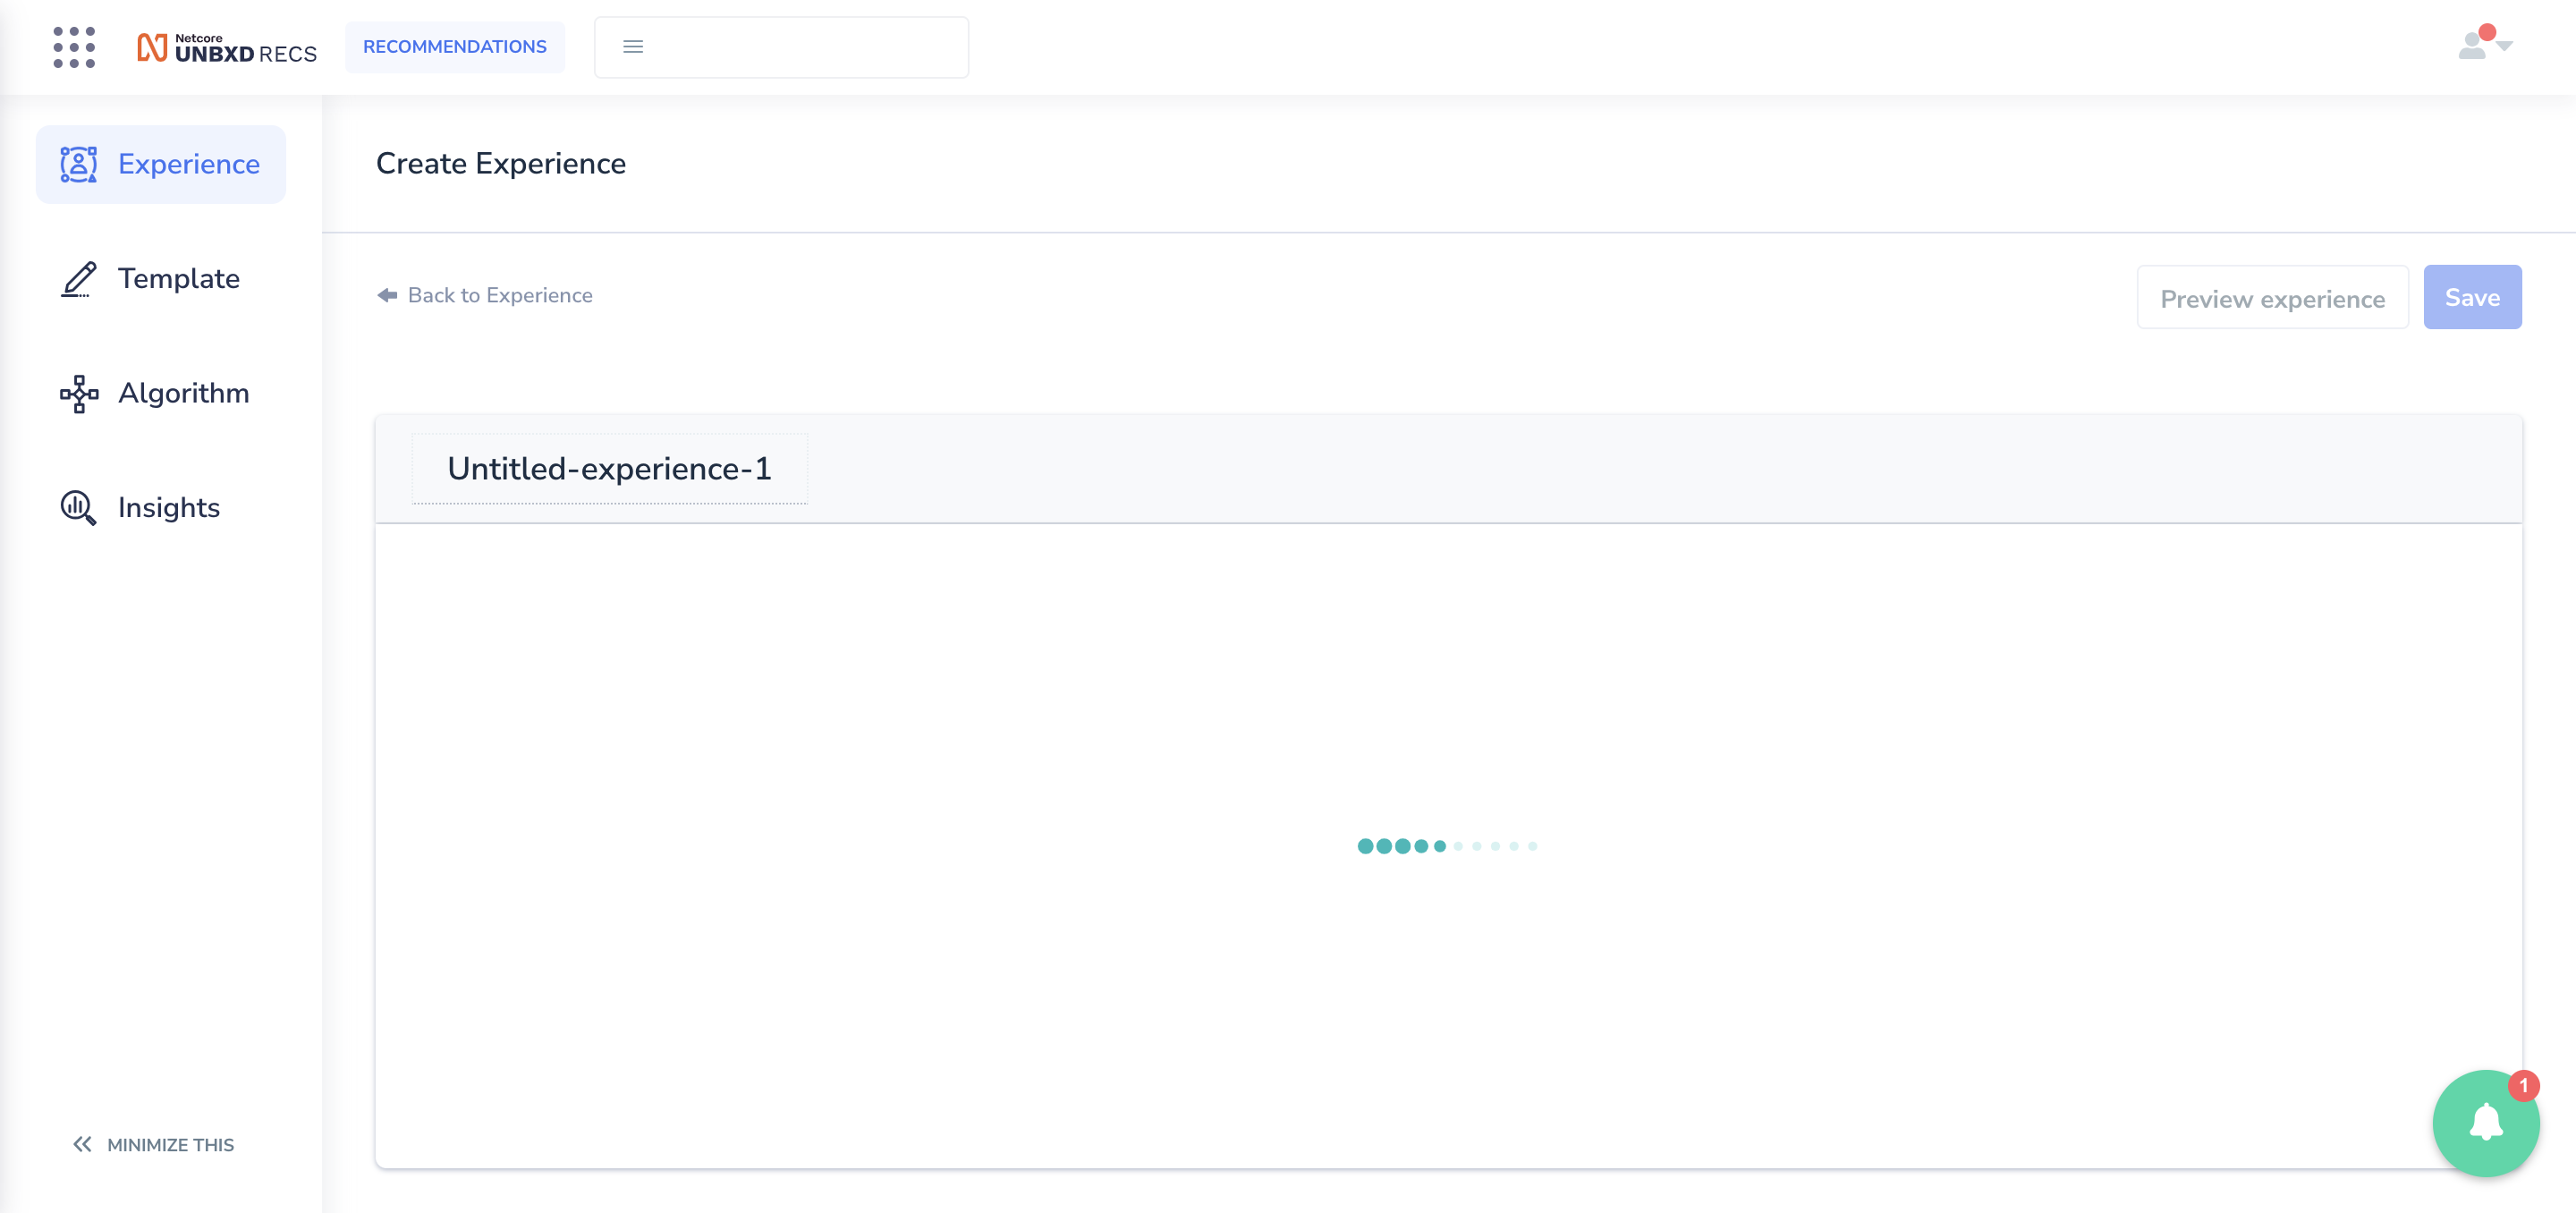 Netcore
UNBXD RECS
RECOMMENDATIONS
Experience
Template
Algorithm
Insights
MINIMIZE THIS
Create Experience
Back to Experience
Preview experience
Save
Untitled-experience-1
1